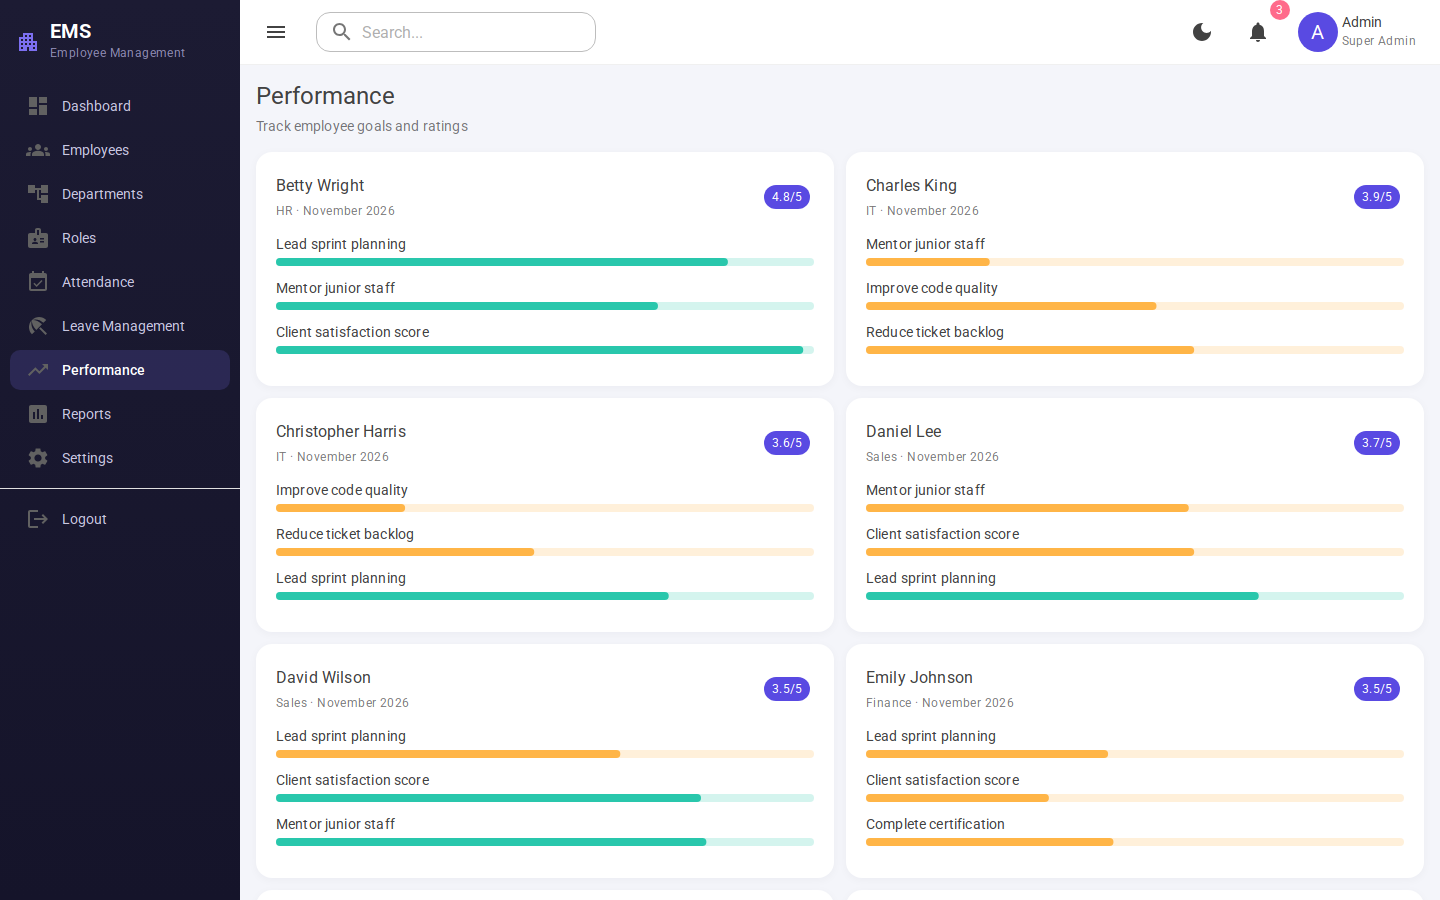 EMS
Employee Management
Dashboard
Employees
Departments
Roles
Attendance
Leave Management
Performance
Reports
Settings
Logout
Search...
3
A
Admin
Super Admin
Performance
Track employee goals and ratings
Betty Wright
HR · November 2026
4.8/5
Lead sprint planning
Mentor junior staff
Client satisfaction score
Charles King
IT · November 2026
3.9/5
Mentor junior staff
Improve code quality
Reduce ticket backlog
Christopher Harris
IT · November 2026
3.6/5
Improve code quality
Reduce ticket backlog
Lead sprint planning
Daniel Lee
Sales · November 2026
3.7/5
Mentor junior staff
Client satisfaction score
Lead sprint planning
David Wilson
Sales · November 2026
3.5/5
Lead sprint planning
Client satisfaction score
Mentor junior staff
Emily Johnson
Finance · November 2026
3.5/5
Lead sprint planning
Client satisfaction score
Complete certification